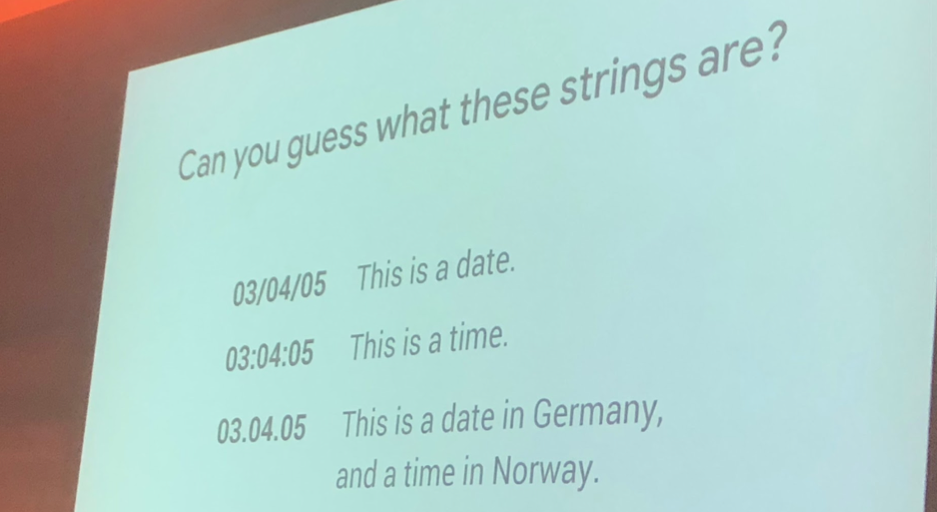 Can you guess what these strings are?
03/04/05 This is a date.
03:04:05 This is a time.
03.04.05 This is a date in Germany,
and a time in Norway.